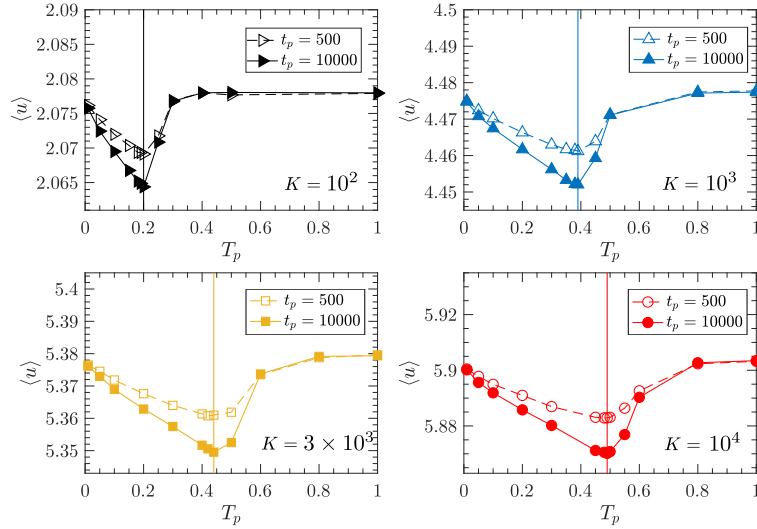 2.09
2.085
2.08
2.075
2.07
2.065
⟨u⟩
t_p = 500
t_p = 10000
K = 10^2
0 0.2 0.4 0.6 0.8 1
T_p
4.5
4.49
4.48
4.47
4.46
4.45
⟨u⟩
t_p = 500
t_p = 10000
K = 10^3
0 0.2 0.4 0.6 0.8 1
T_p
5.4
5.39
5.38
5.37
5.36
5.35
⟨u⟩
t_p = 500
t_p = 10000
K = 3 × 10^3
0 0.2 0.4 0.6 0.8 1
T_p
5.92
5.9
5.88
⟨u⟩
t_p = 500
t_p = 10000
K = 10^4
0 0.2 0.4 0.6 0.8 1
T_p